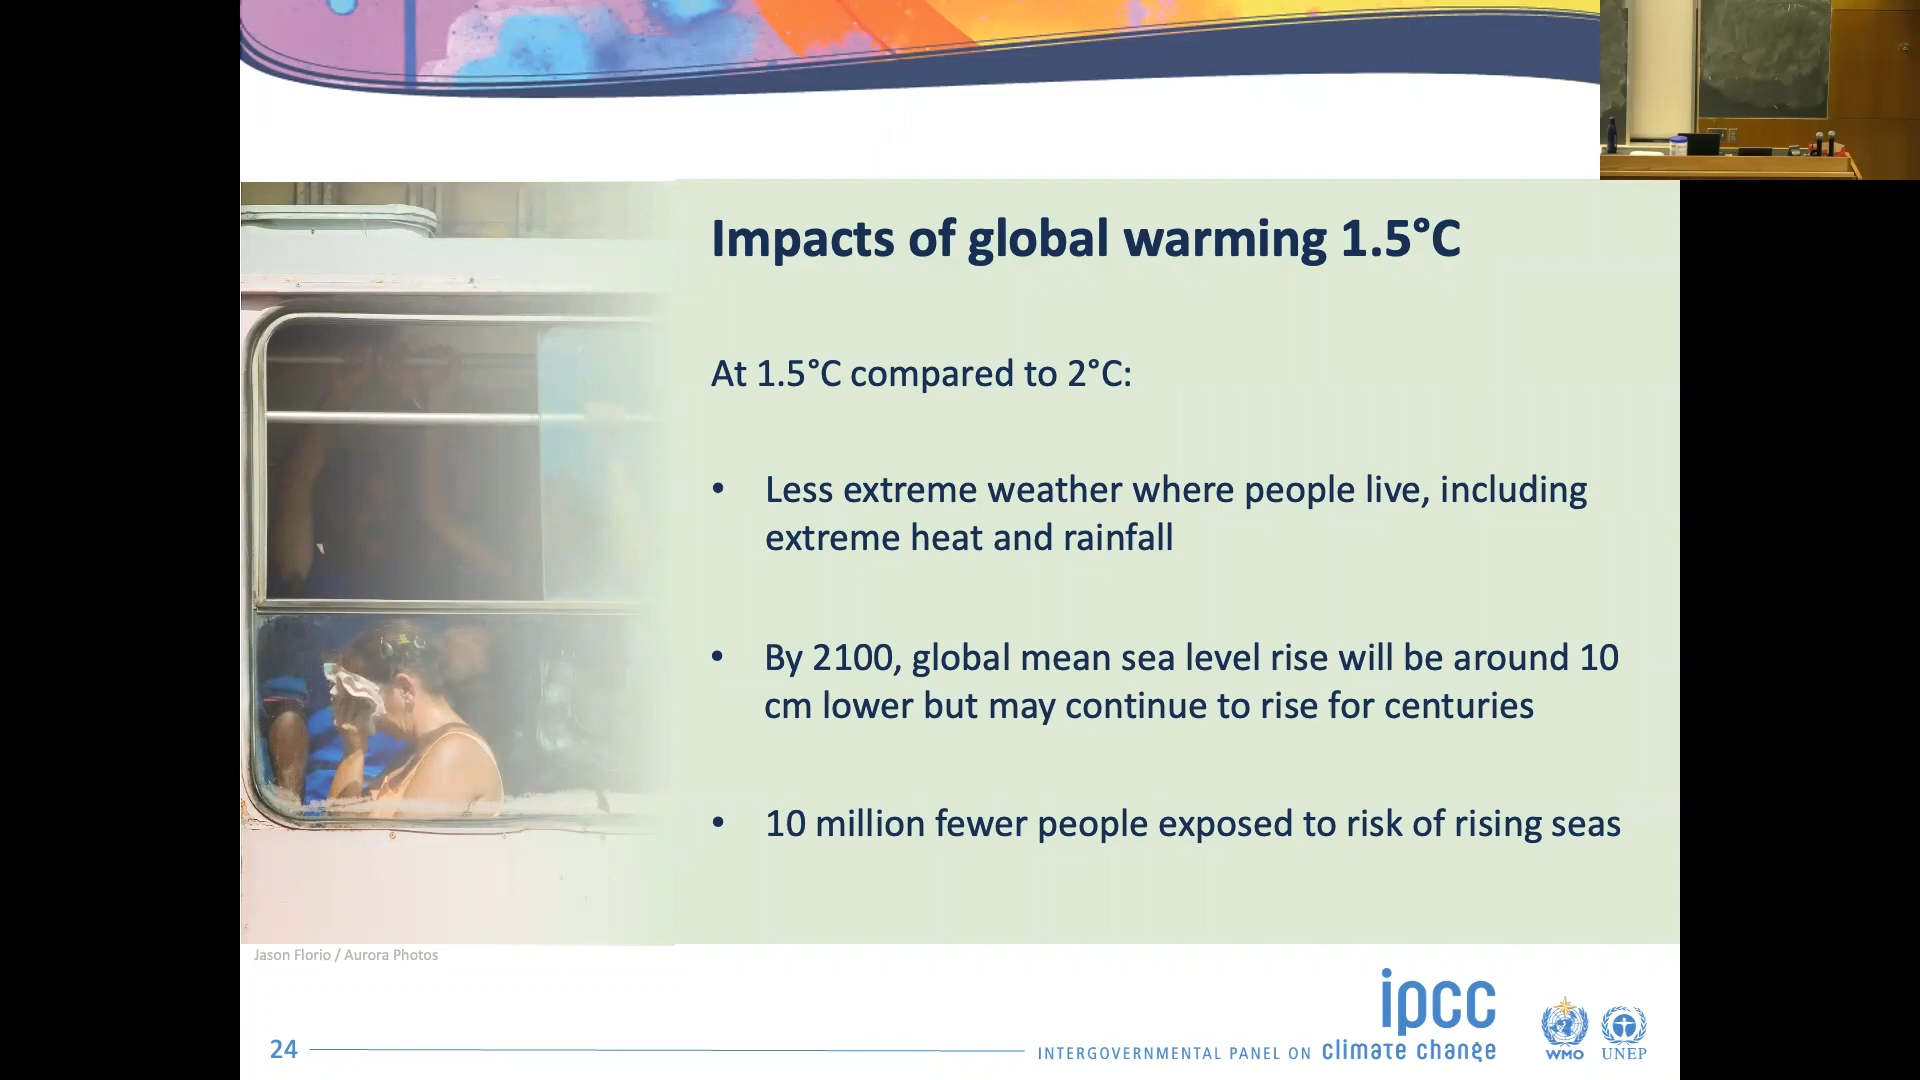 Impacts of global warming 1.5°C
At 1.5°C compared to 2°C:
• Less extreme weather where people live, including
extreme heat and rainfall
• By 2100, global mean sea level rise will be around 10
cm lower but may continue to rise for centuries
• 10 million fewer people exposed to risk of rising seas
Jason Florio / Aurora Photos
24
ipcc
INTERGOVERNMENTAL PANEL ON climate change
WMO
UNEP